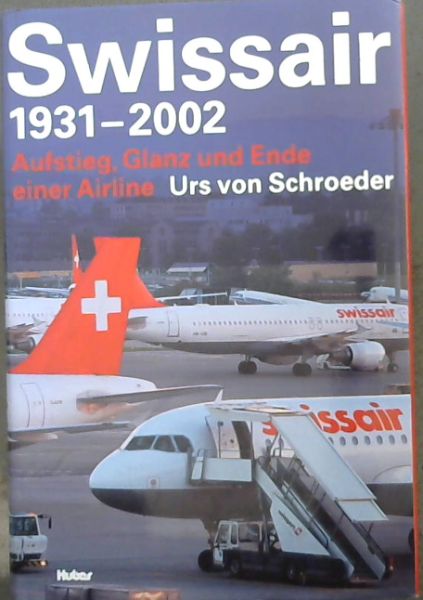 Swissair
1931–2002
Aufstieg, Glanz und Ende
einer Airline Urs von Schroeder
swissair
swissair
Huber